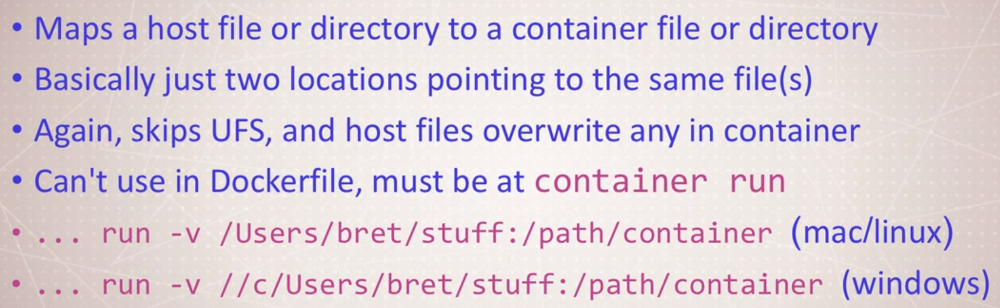 • Maps a host file or directory to a container file or directory
• Basically just two locations pointing to the same file(s)
• Again, skips UFS, and host files overwrite any in container
• Can't use in Dockerfile, must be at container run
• ... run -v /Users/bret/stuff:/path/container (mac/linux)
• ... run -v //c/Users/bret/stuff:/path/container (windows)